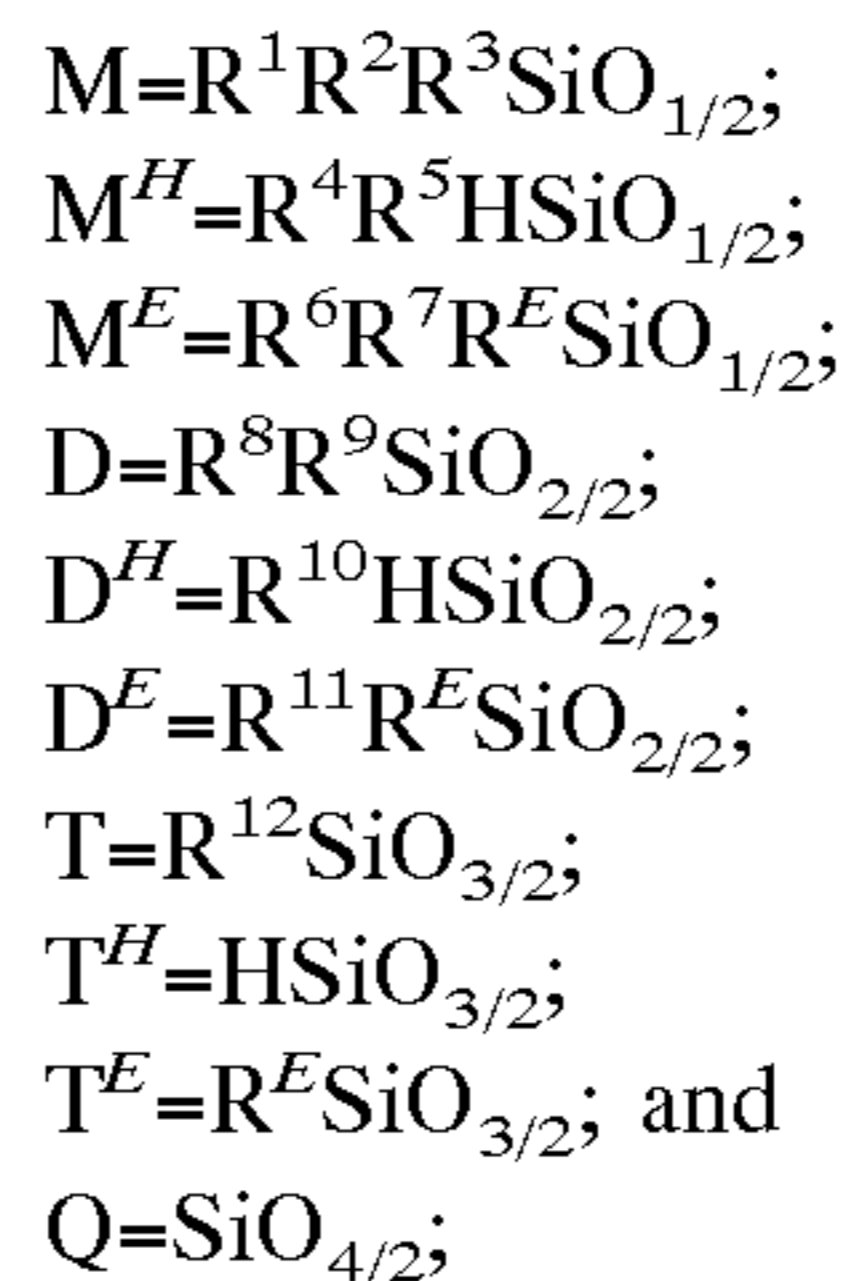 M=R¹R²R³SiO₁/₂;
Mᴴ=R⁴R⁵HSiO₁/₂;
Mᴱ=R⁶R⁷RᴱSiO₁/₂;
D=R⁸R⁹SiO₂/₂;
Dᴴ=R¹⁰HSiO₂/₂;
Dᴱ=R¹¹RᴱSiO₂/₂;
T=R¹²SiO₃/₂;
Tᴴ=HSiO₃/₂;
Tᴱ=RᴱSiO₃/₂; and
Q=SiO₄/₂;